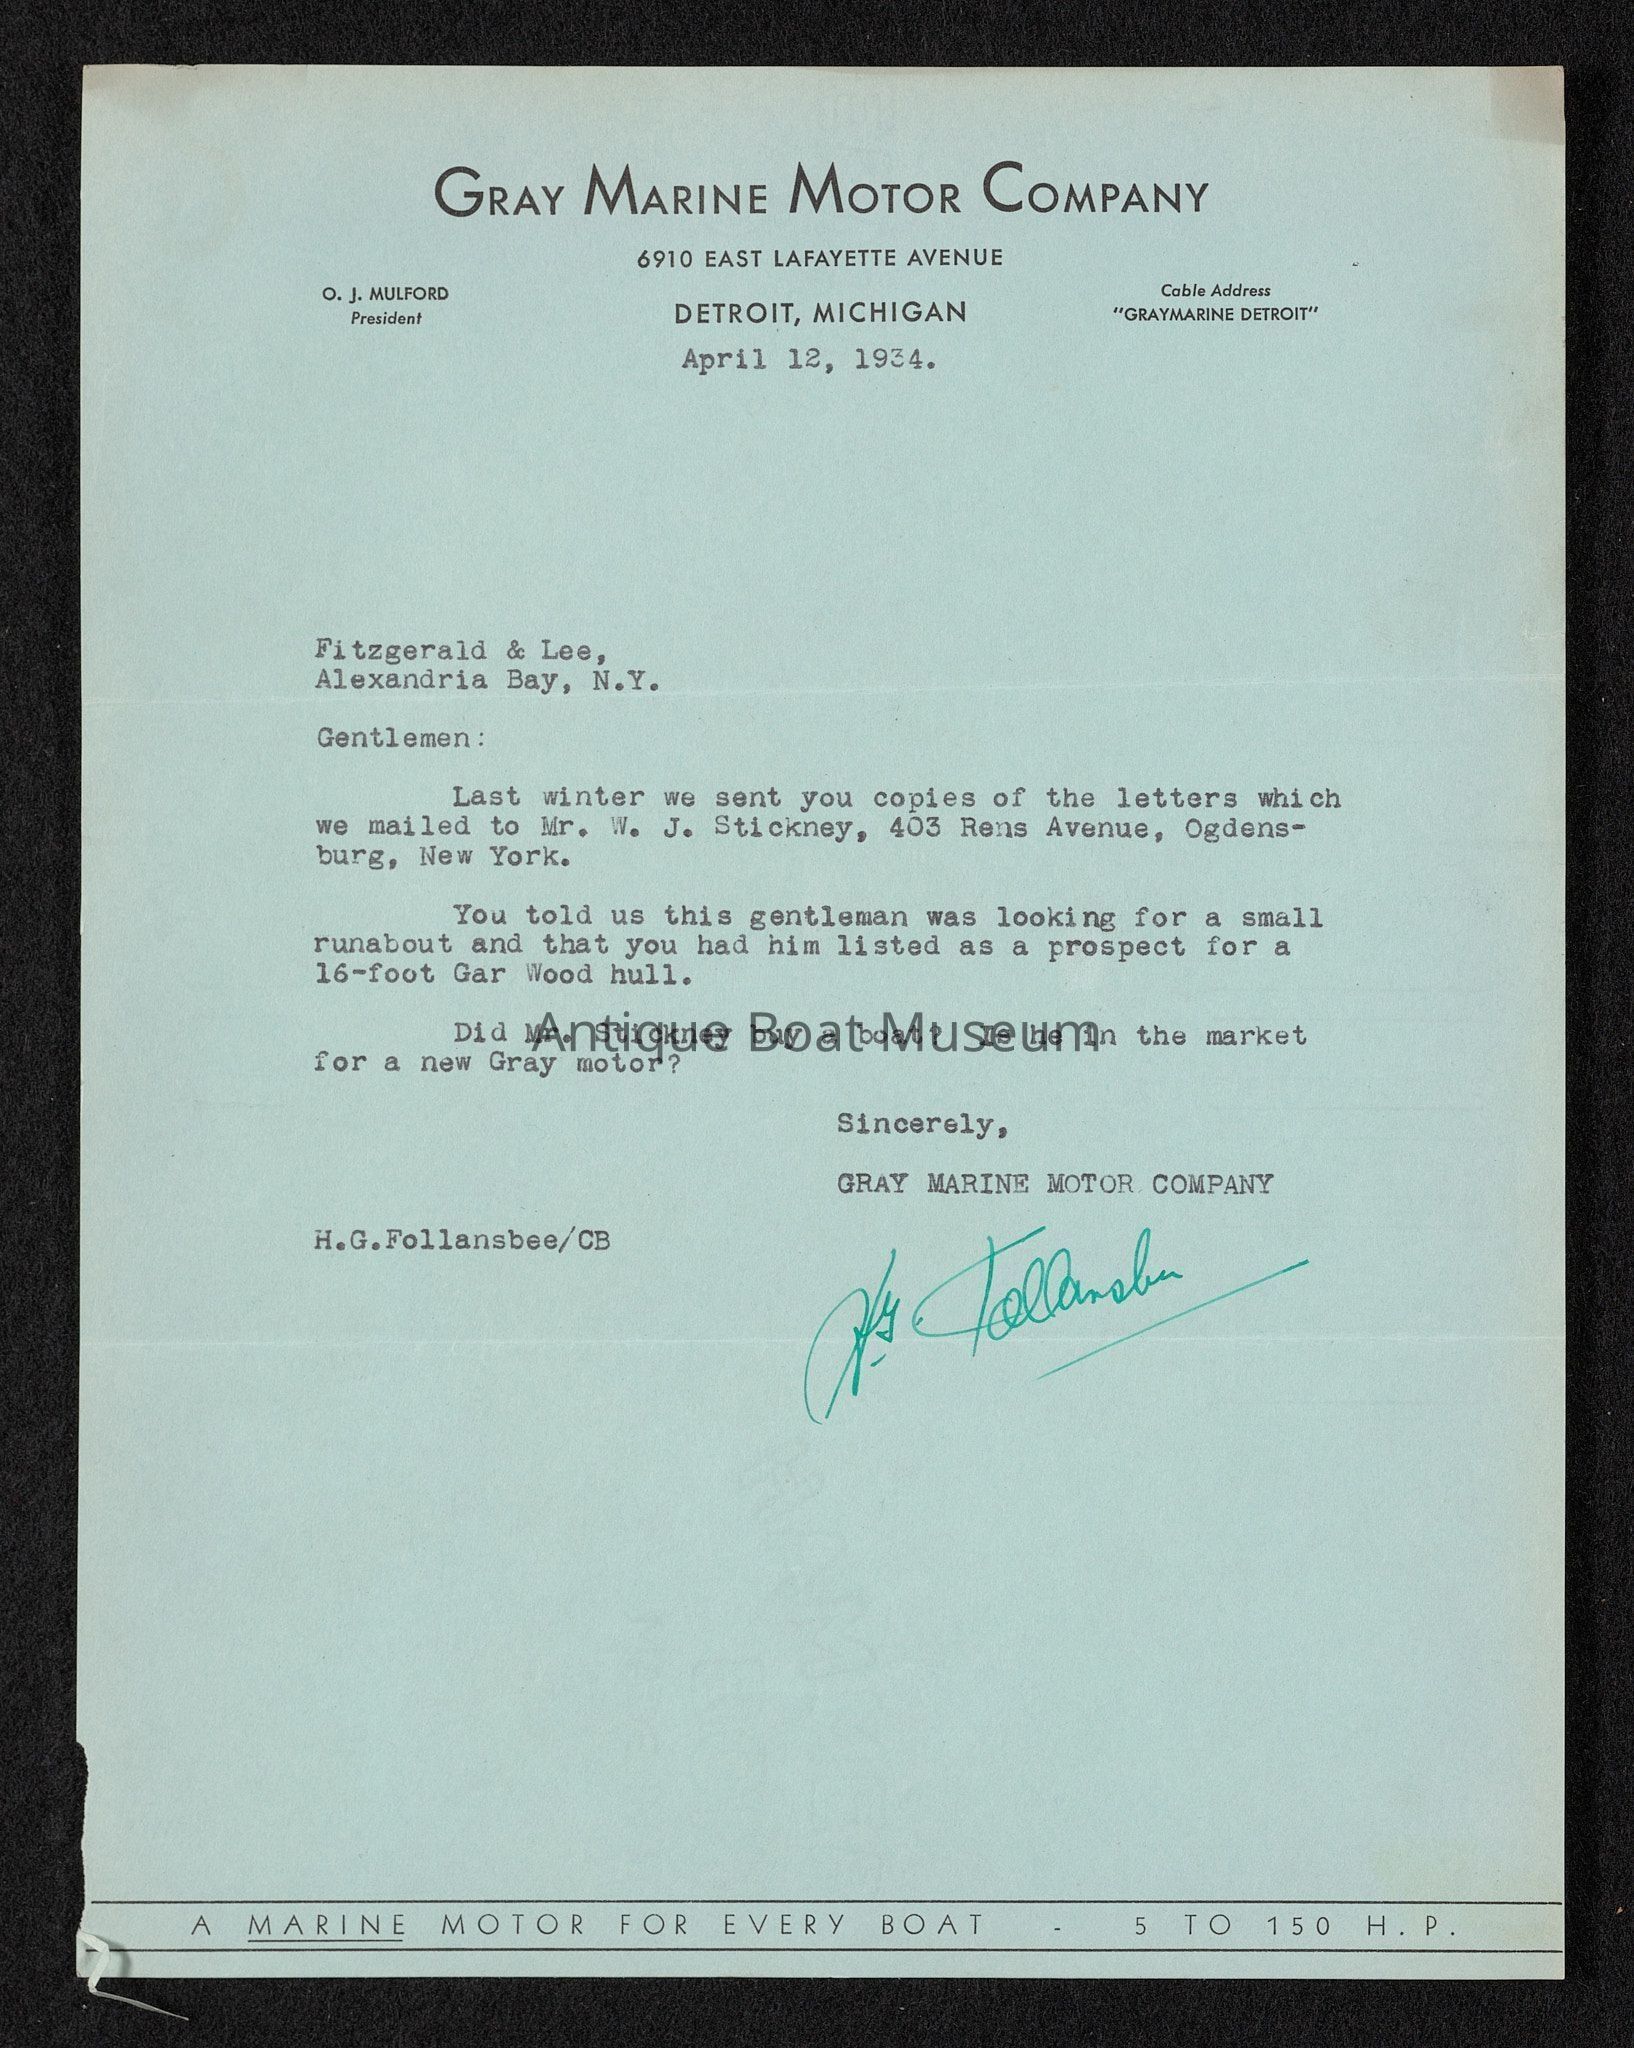 GRAY MARINE MOTOR COMPANY
6910 EAST LAFAYETTE AVENUE
O. J. MULFORD
President
DETROIT, MICHIGAN
Cable Address
"GRAYMARINE DETROIT"
April 12, 1934.
Fitzgerald & Lee,
Alexandria Bay, N.Y.
Gentlemen:
Last winter we sent you copies of the letters which
we mailed to Mr. W. J. Stickney, 403 Rens Avenue, Ogdens-
burg, New York.
You told us this gentleman was looking for a small
runabout and that you had him listed as a prospect for a
16-foot Gar Wood hull.
Did Mr. Stickney buy a boat? Is he in the market
for a new Gray motor?
Antique Boat Museum
Sincerely,
GRAY MARINE MOTOR COMPANY
H.G.Follansbee/CB
H.G. Follansbee
A MARINE MOTOR FOR EVERY BOAT - 5 TO 150 H.P.